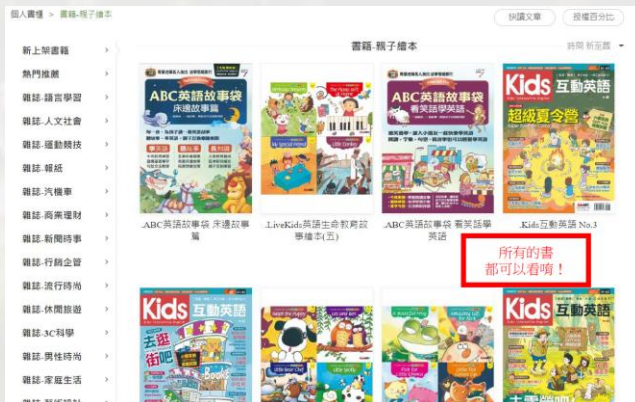 個人書櫃 > 書籍-親子繪本
快讀文章
授權百分比
新上架書籍
熱門推薦
雜誌-語言學習
雜誌-人文社會
雜誌-運動競技
雜誌-報紙
雜誌-汽機車
雜誌-商業理財
雜誌-新聞時事
雜誌-行銷企管
雜誌-流行時尚
雜誌-休閒旅遊
雜誌-3C科學
雜誌-男性時尚
雜誌-家庭生活
書籍-親子繪本
時間 新至舊
ABC英語故事袋
床邊故事篇
ABC英語故事袋
看笑話學英語
Kids 互動英語
超級夏令營
.ABC英語故事袋 床邊故事
篇
.LiveKids英語生命教育故
事繪本(五)
.ABC英語故事袋 看笑話學
英語
.Kids互動英語 No.3
所有的書
都可以看唷！
Kids 互動英語
去逛
街吧
Kids 互動英語
去露營吧